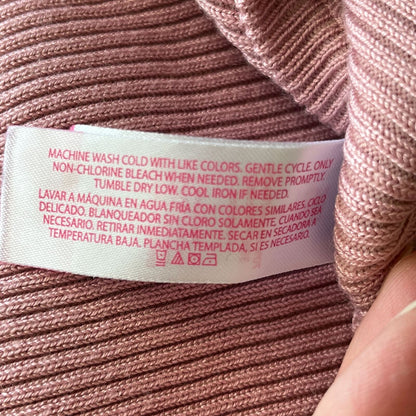 MACHINE WASH COLD WITH LIKE COLORS. GENTLE CYCLE. ONLY
NON-CHLORINE BLEACH WHEN NEEDED. REMOVE PROMPTLY.
TUMBLE DRY LOW. COOL IRON IF NEEDED.
LAVAR A MÁQUINA EN AGUA FRÍA CON COLORES SIMILARES. CICLO
DELICADO. BLANQUEADOR SIN CLORO SOLAMENTE, CUANDO SEA
NECESARIO. RETIRAR INMEDIATAMENTE. SECAR EN SECADORA A
TEMPERATURA BAJA. PLANCHA TEMPLADA, SI ES NECESARIO.